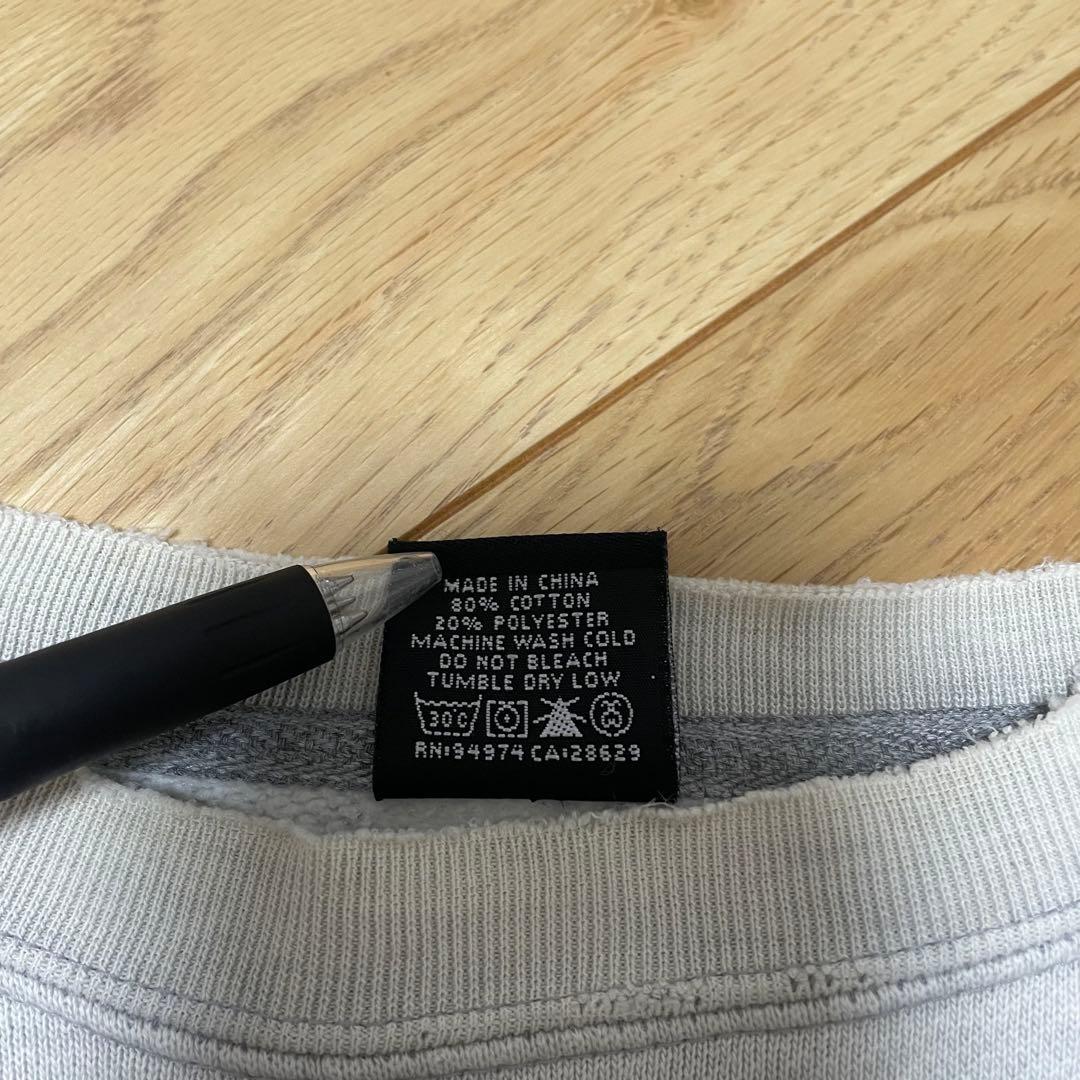 MADE IN CHINA
80% COTTON
20% POLYESTER
MACHINE WASH COLD
DO NOT BLEACH
TUMBLE DRY LOW
30C
RN:94974 CA:28629